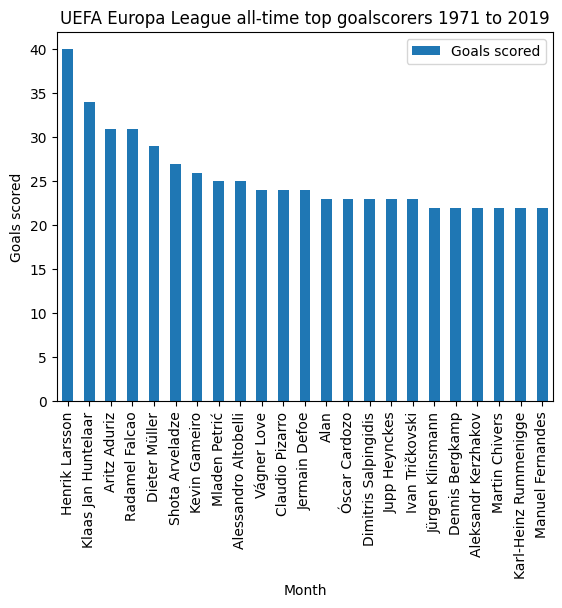 UEFA Europa League all-time top goalscorers 1971 to 2019
Goals scored
Goals scored
40
35
30
25
20
15
10
5
0
Henrik Larsson
Klaas Jan Huntelaar
Aritz Aduriz
Radamel Falcao
Dieter Müller
Shota Arveladze
Kevin Gameiro
Mladen Petrić
Alessandro Altobelli
Vágner Love
Claudio Pizarro
Jermain Defoe
Alan
Óscar Cardozo
Dimitris Salpingidis
Jupp Heynckes
Ivan Tričkovski
Jürgen Klinsmann
Dennis Bergkamp
Aleksandr Kerzhakov
Martin Chivers
Karl-Heinz Rummenigge
Manuel Fernandes
Month